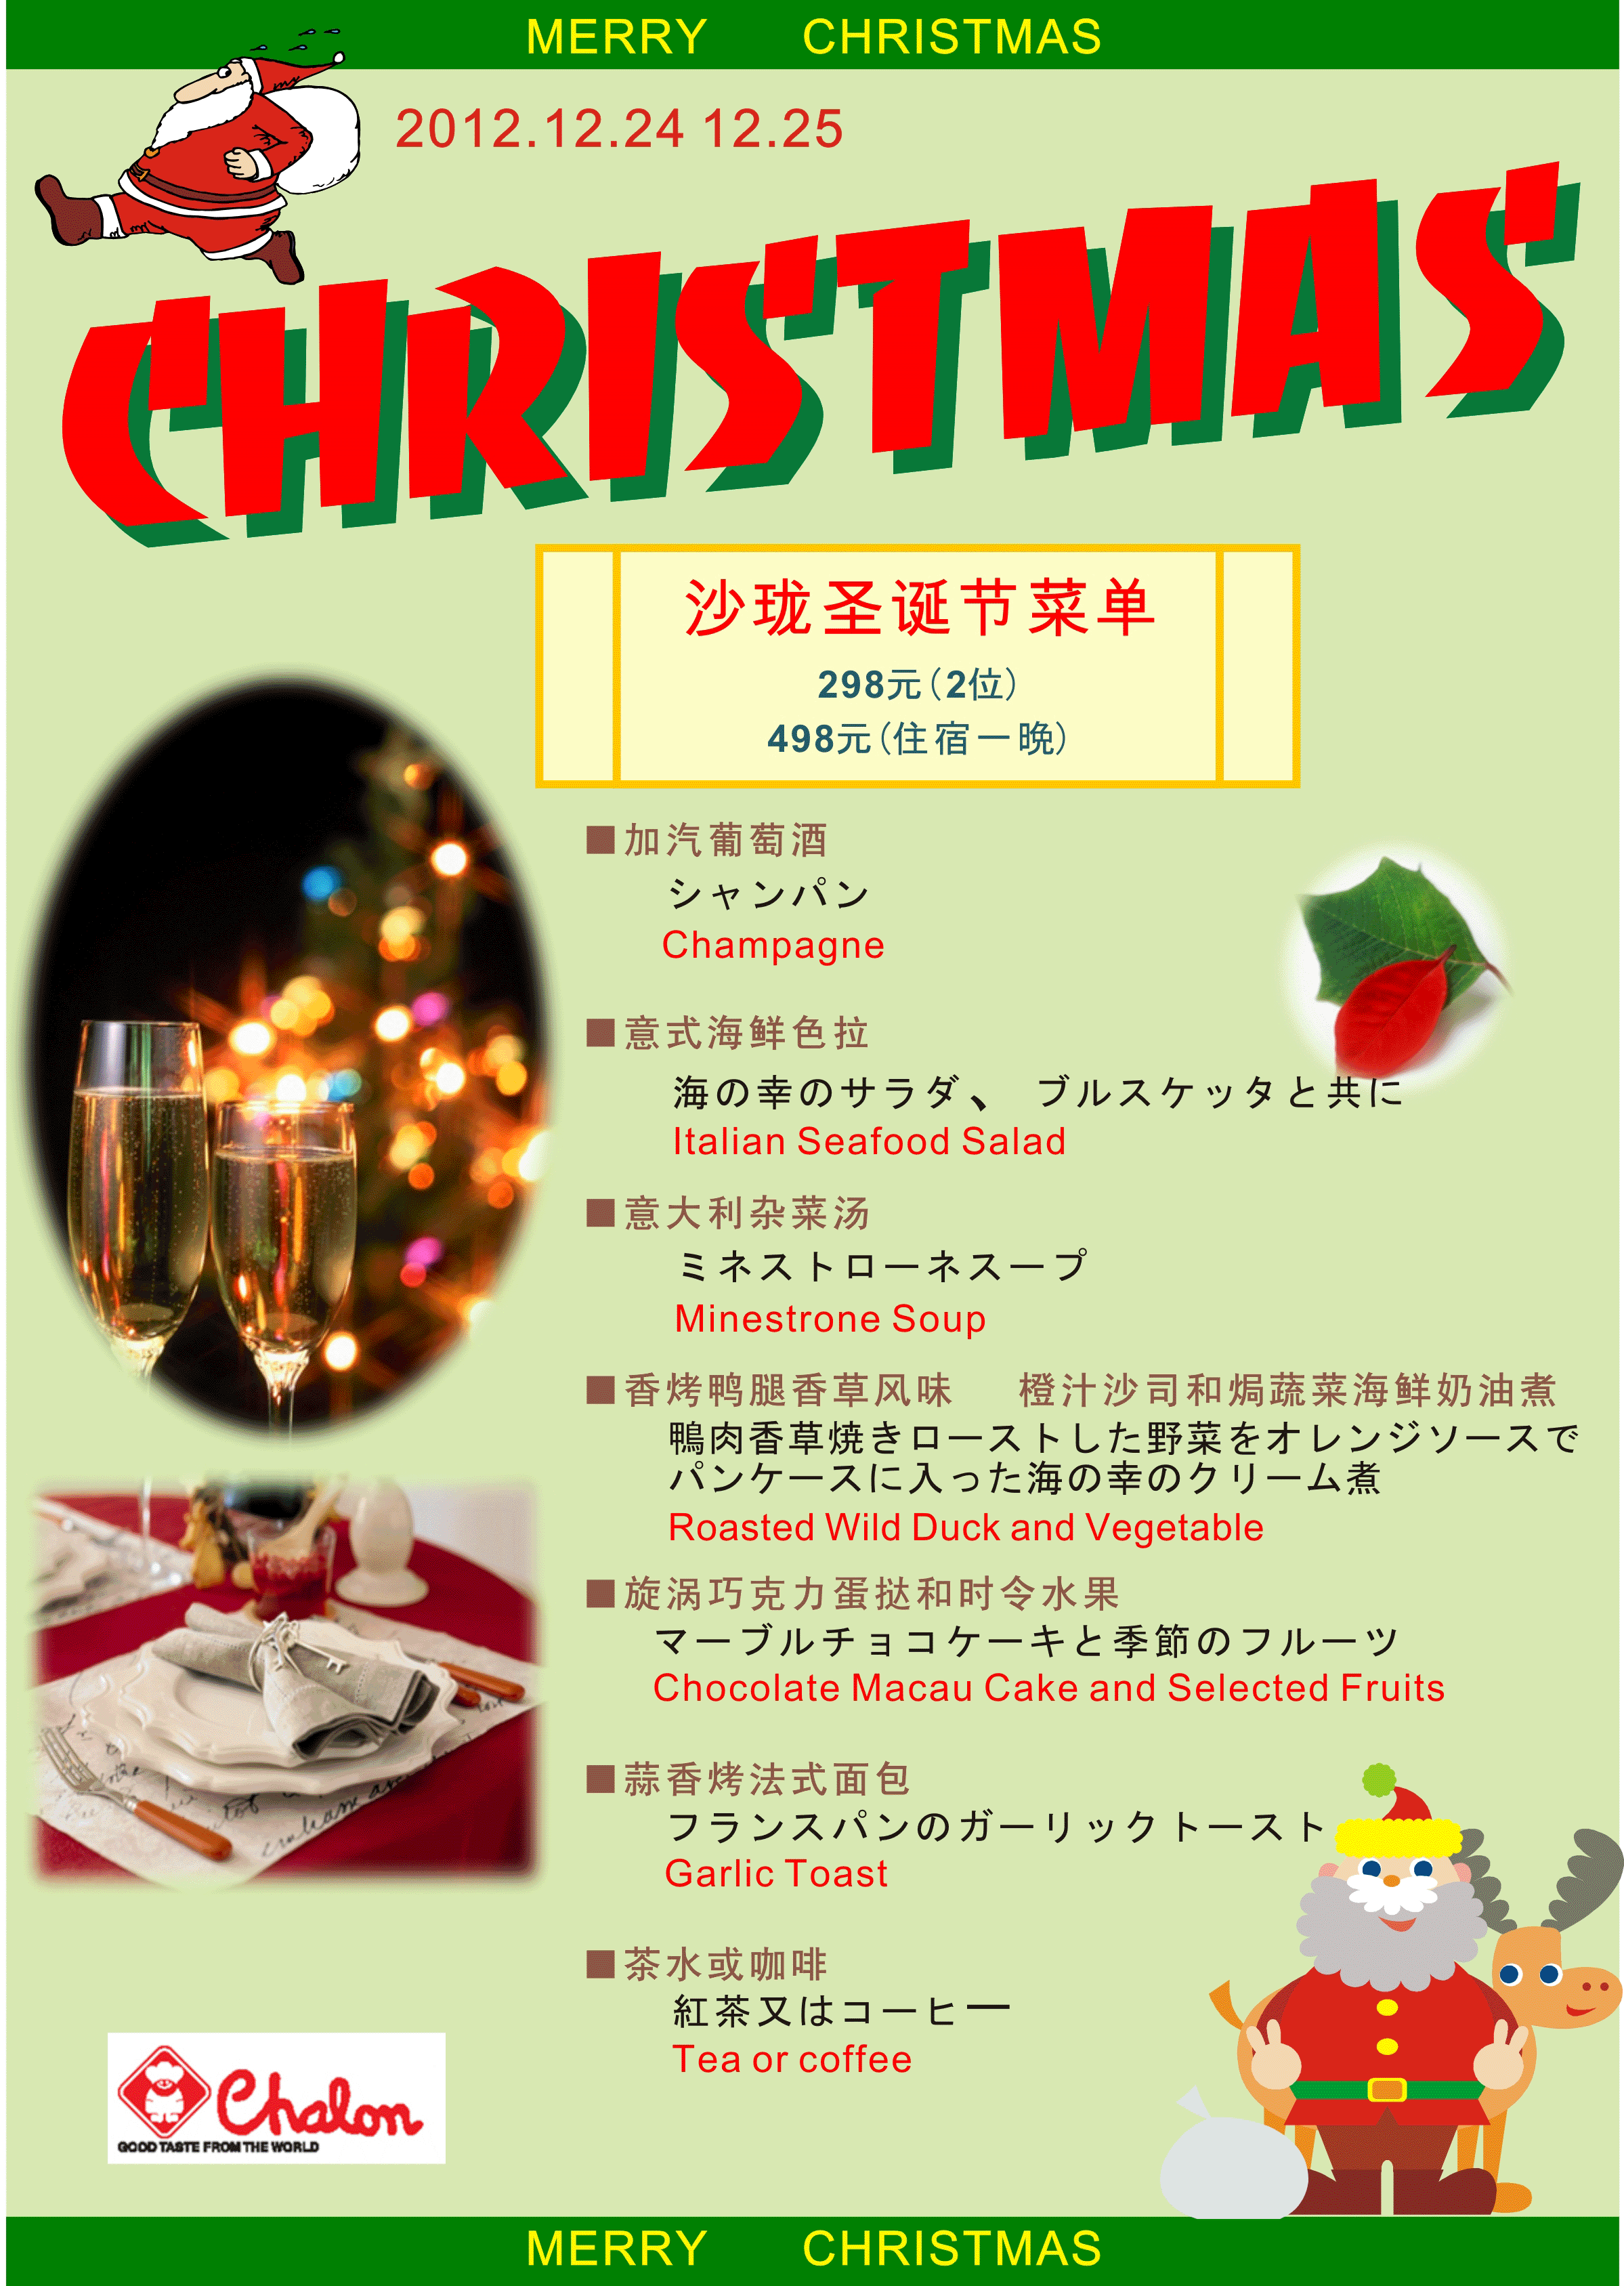 MERRY CHRISTMAS
2012.12.24 12.25
CHRISTMAS
沙珑圣诞节菜单
298元(2位)
498元(住宿一晚)
■加汽葡萄酒
シャンパン
Champagne
■意式海鲜色拉
海の幸のサラダ、 ブルスケッタと共に
Italian Seafood Salad
■意大利杂菜汤
ミネストローネスープ
Minestrone Soup
■香烤鸭腿香草风味 橙汁沙司和焗蔬菜海鲜奶油煮
鴨肉香草焼きローストした野菜をオレンジソースで
パンケースに入った海の幸のクリーム煮
Roasted Wild Duck and Vegetable
■旋涡巧克力蛋挞和时令水果
マーブルチョコケーキと季節のフルーツ
Chocolate Macau Cake and Selected Fruits
■蒜香烤法式面包
フランスパンのガーリックトースト
Garlic Toast
■茶水或咖啡
紅茶又はコーヒー
Tea or coffee
Chalon
GOOD TASTE FROM THE WORLD
MERRY CHRISTMAS